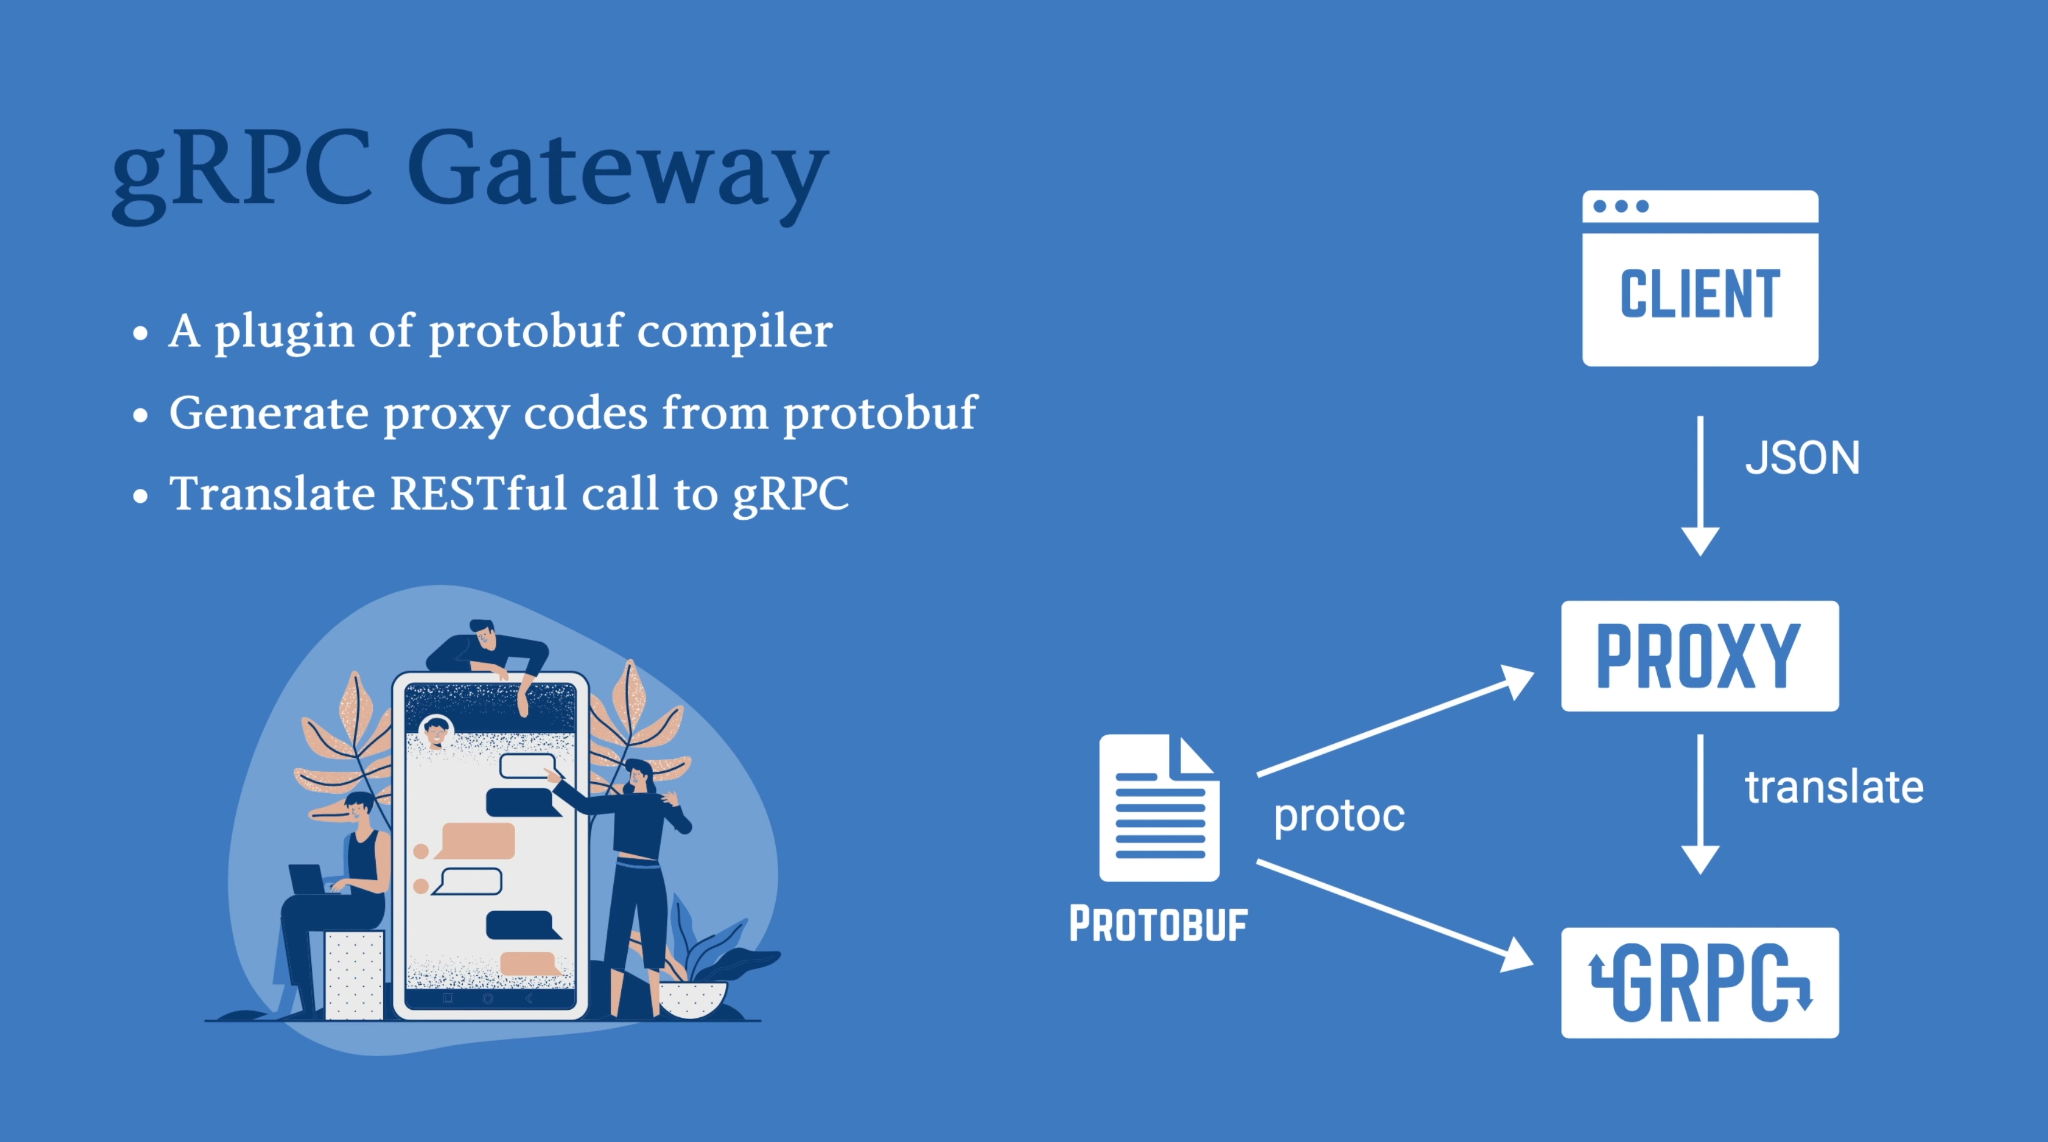 gRPC Gateway
• A plugin of protobuf compiler
• Generate proxy codes from protobuf
• Translate RESTful call to gRPC
CLIENT
JSON
PROXY
translate
protoc
PROTOBUF
GRPC